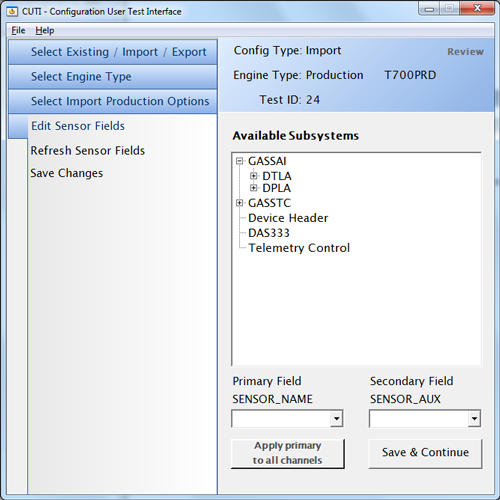 CUTI - Configuration User Test Interface
File Help
Select Existing / Import / Export
Select Engine Type
Select Import Production Options
Edit Sensor Fields
Refresh Sensor Fields
Save Changes
Config Type: Import
Review
Engine Type: Production T700PRD
Test ID: 24
Available Subsystems
GASSAI
DTLA
DPLA
GASSTC
Device Header
DAS333
Telemetry Control
Primary Field
SENSOR_NAME
Secondary Field
SENSOR_AUX
Apply primary
to all channels
Save & Continue